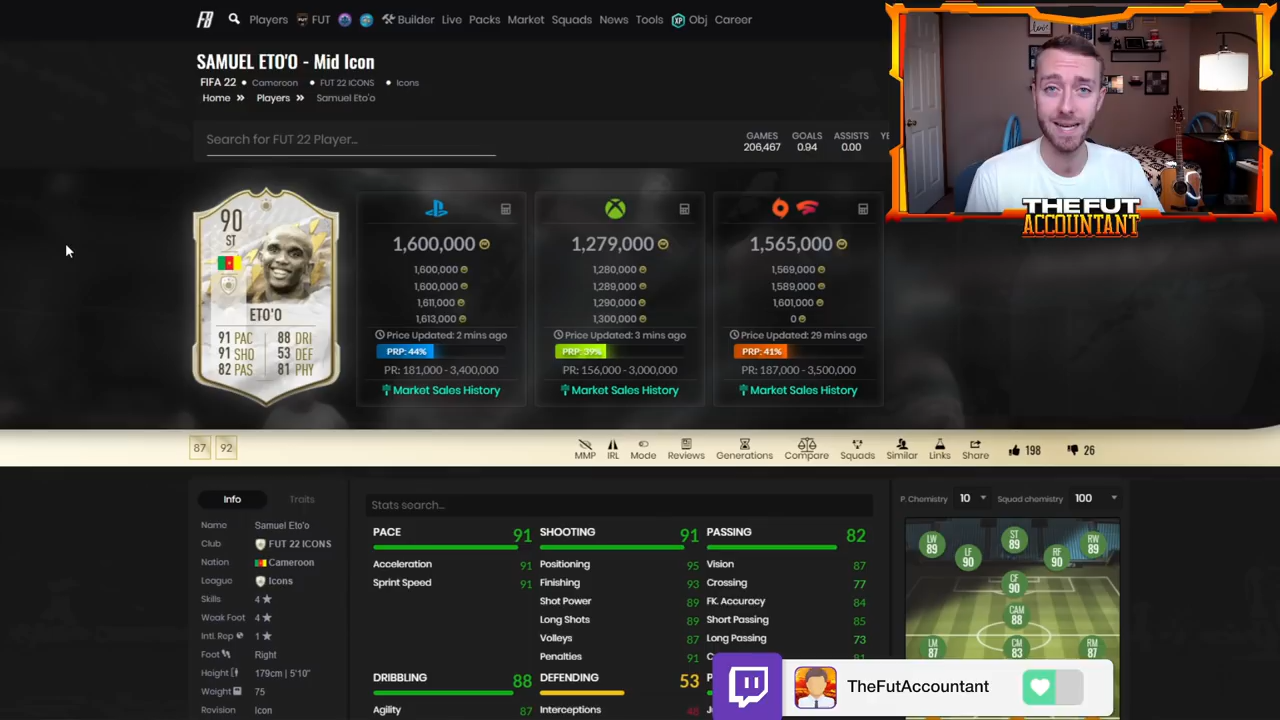 FB Players FUT Builder Live Packs Market Squads News Tools XP Obj Career
SAMUEL ETO'O - Mid Icon
FIFA 22 • Cameroon • FUT 22 ICONS • Icons
Home » Players » Samuel Eto'o
Search for FUT 22 Player...
GAMES GOALS ASSISTS YE
206,467 0.94 0.00
THE FUT
ACCOUNTANT
90
ST
ETO'O
91 PAC 88 DRI
91 SHO 53 DEF
82 PAS 81 PHY
1,600,000
1,600,000
1,600,000
1,611,000
1,613,000
Price Updated: 2 mins ago
PRP: 44%
PR: 181,000 - 3,400,000
Market Sales History
1,279,000
1,280,000
1,289,000
1,290,000
1,300,000
Price Updated: 3 mins ago
PRP: 39%
PR: 156,000 - 3,000,000
Market Sales History
1,565,000
1,569,000
1,589,000
1,601,000
0
Price Updated: 29 mins ago
PRP: 41%
PR: 187,000 - 3,500,000
Market Sales History
87 92
MMP IRL Mode Reviews Generations Compare Squads Similar Links Share 198 26
Info Traits
Name Samuel Eto'o
Club FUT 22 ICONS
Nation Cameroon
League Icons
Skills 4★
Weak Foot 4★
Intl. Rep 1★
Foot Right
Height 179cm | 5'10"
Weight 75
Revision Icon
Stats search...
PACE 91
Acceleration 91
Sprint Speed 91
SHOOTING 91
Positioning 95
Finishing 93
Shot Power 89
Long Shots 89
Volleys 87
Penalties 91
PASSING 82
Vision 87
Crossing 77
FK. Accuracy 84
Short Passing 85
Long Passing 73
81
DRIBBLING 88
Agility 87
DEFENDING 53
Interceptions 48
P. Chemistry 10 Squad chemistry 100
LW 89
LF 90
ST 89
RF 90
RW 89
CF 90
CAM 88
LM 87
CM 83
RM 87
TheFutAccountant